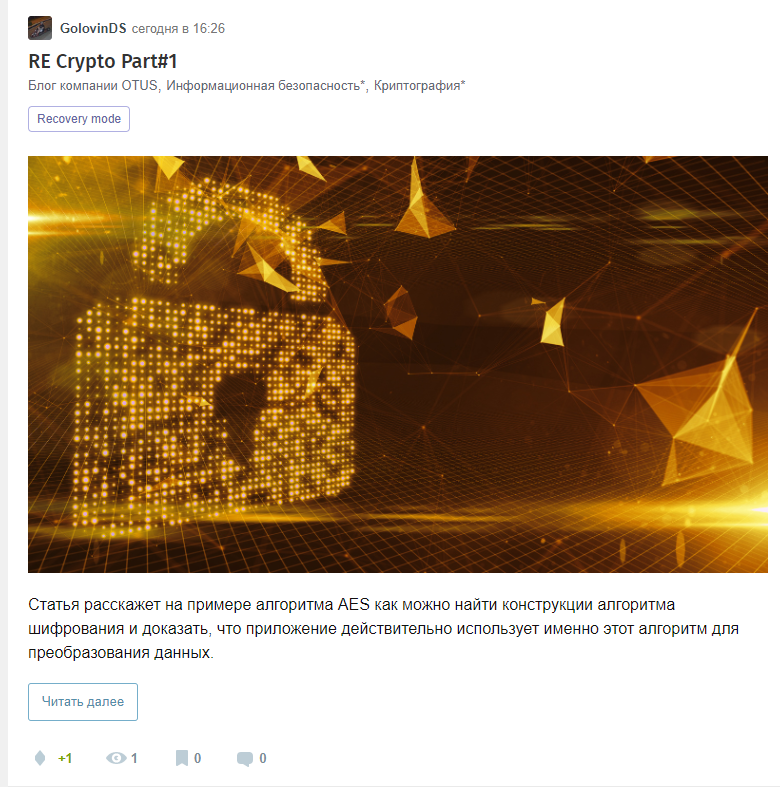 GolovinDS сегодня в 16:26
RE Crypto Part#1
Блог компании OTUS, Информационная безопасность*, Криптография*
Recovery mode
Статья расскажет на примере алгоритма AES как можно найти конструкции алгоритма
шифрования и доказать, что приложение действительно использует именно этот алгоритм для
преобразования данных.
Читать далее
+1 1 0 0